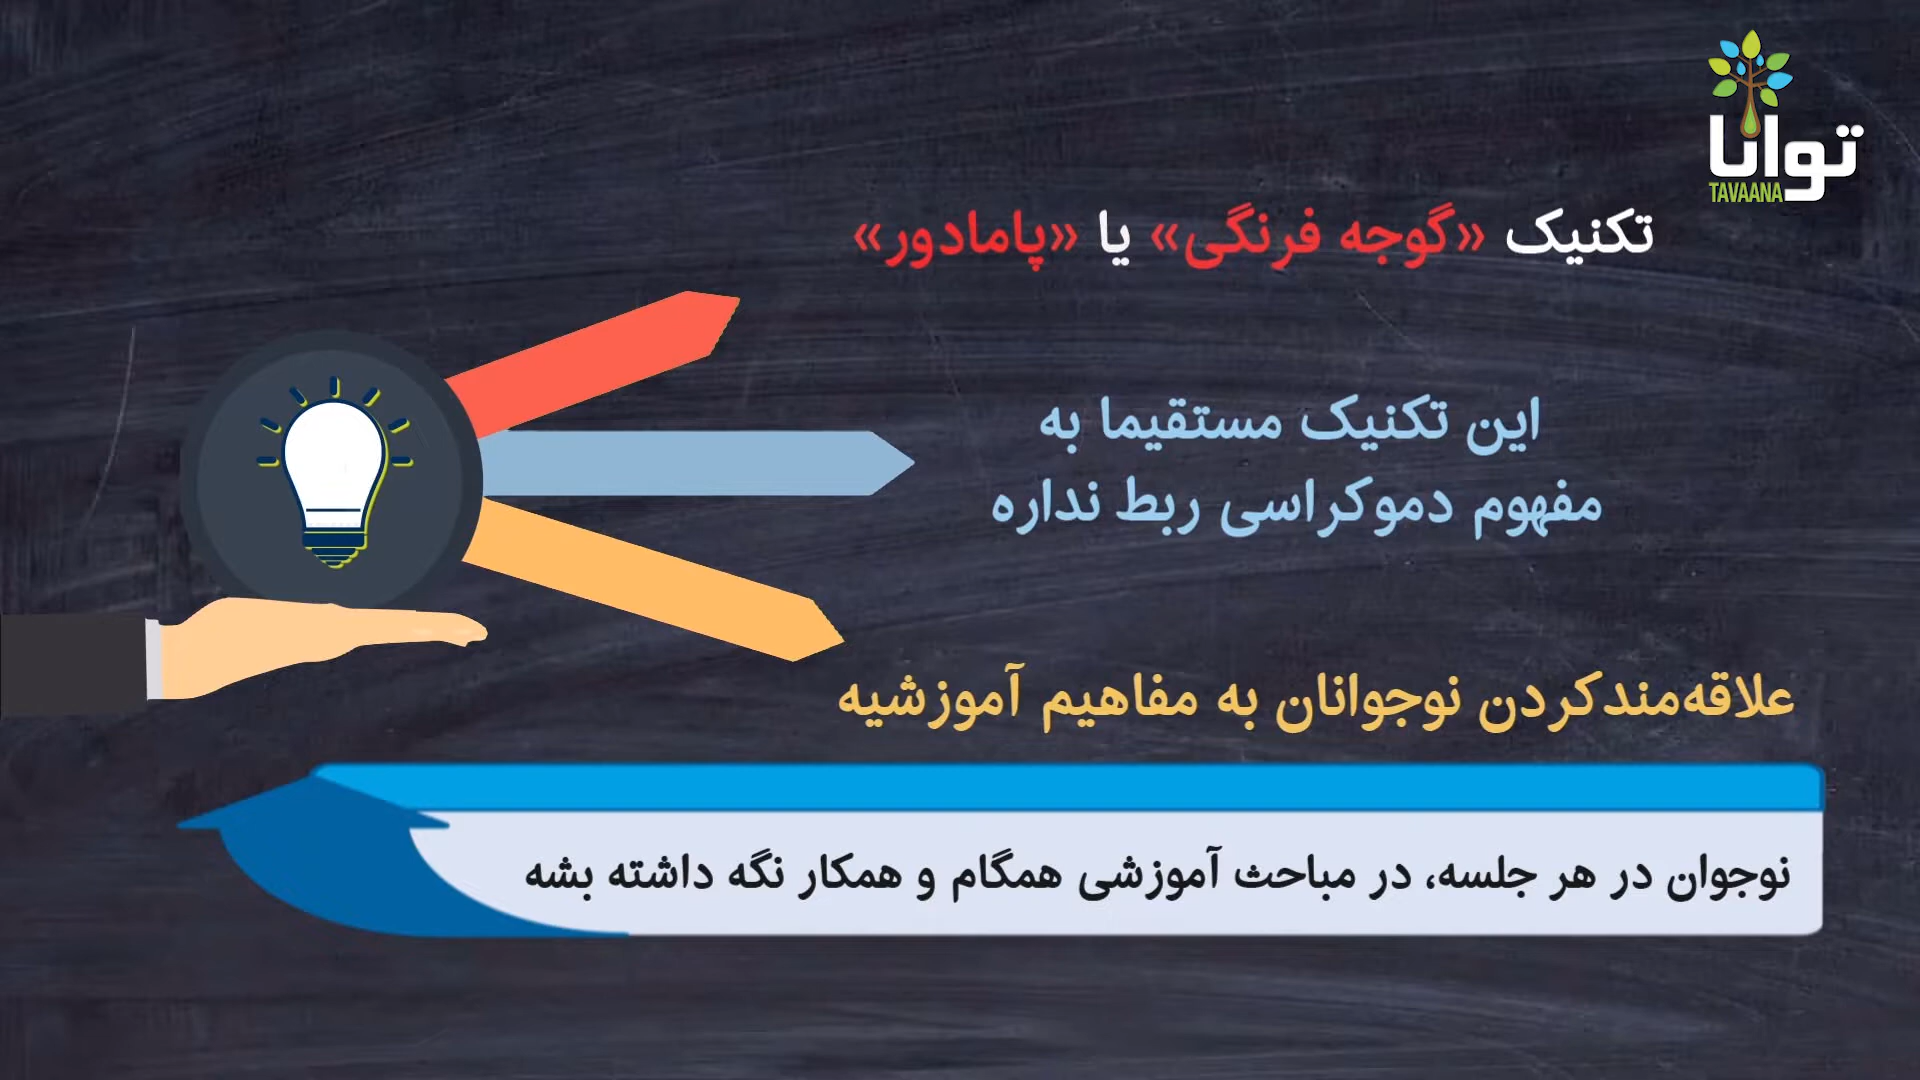 توانا
TAVAANA
تکنیک «گوجه فرنگی» یا «پامادور»
این تکنیک مستقیما به
مفهوم دموکراسی ربط نداره
علاقه‌مندکردن نوجوانان به مفاهیم آموزشیه
نوجوان در هر جلسه، در مباحث آموزشی همگام و همکار نگه داشته بشه